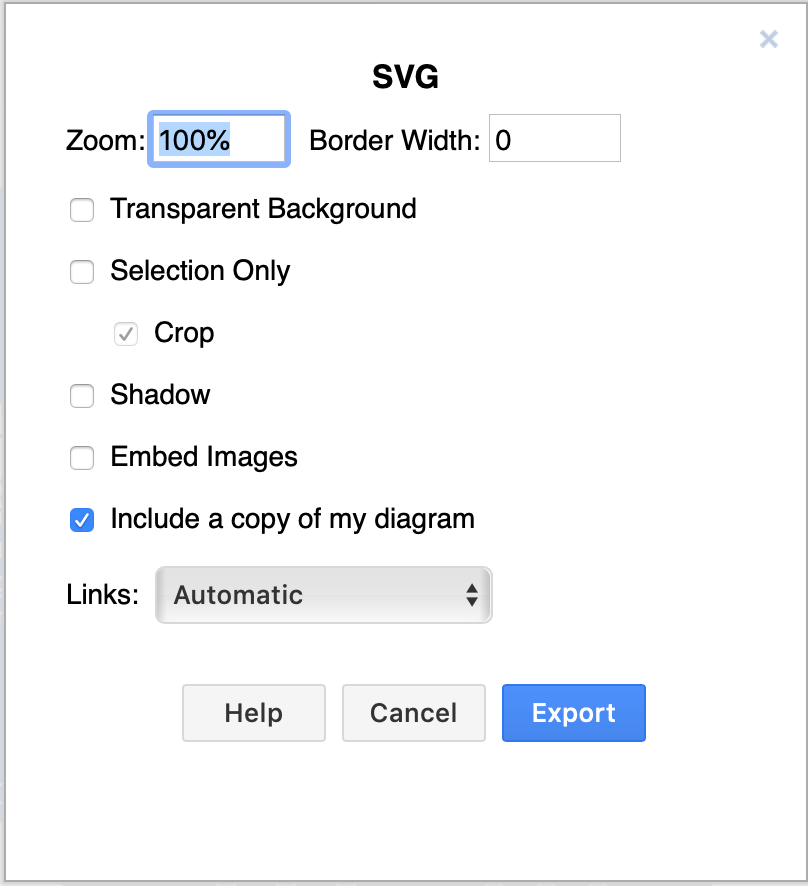 SVG
Zoom: 100% Border Width: 0
Transparent Background
Selection Only
Crop
Shadow
Embed Images
Include a copy of my diagram
Links: Automatic
Help Cancel Export